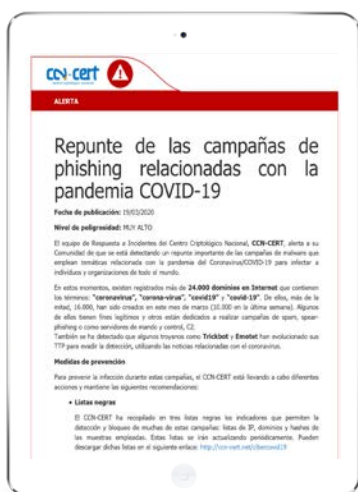 ccn-cert
ALERTA
Repunte de las campañas de
phishing relacionadas con la
pandemia COVID-19
Fecha de publicación: 19/03/2020
Nivel de peligrosidad: MUY ALTO
El equipo de Respuesta a Incidentes del Centro Criptológico Nacional, CCN-CERT, alerta a su
Comunidad de que se está detectando un repunte importante de las campañas de malware que
emplean temáticas relacionada con la pandemia del Coronavirus/COVID-19 para infectar a
individuos y organizaciones de todo el mundo.
En estos momentos, existen registrados más de 24.000 dominios en Internet que contienen
los términos: "coronavirus", "corona-virus", "covid19" y "covid-19". De ellos, más de la
mitad, 16.000, han sido creados en este mes de marzo (10.000 en la última semana). Algunos
de ellos tienen fines legítimos y otros están dedicados a realizar campañas de spam, spear-
phishing o como servidores de mando y control, C2.
También se ha detectado que algunos troyanos como Trickbot y Emotet han evolucionado sus
TTP para evadir la detección, utilizando las noticias relacionadas con el coronavirus.
Medidas de prevención
Para prevenir la infección durante estas campañas, el CCN-CERT está llevando a cabo diferentes
acciones y mantiene las siguientes recomendaciones:
• Listas negras
El CCN-CERT ha recopilado en tres listas negras los indicadores que permiten la
detección y bloqueo de muchas de estas campañas: listas de IP, dominios y hashes de
las muestras empleadas. Estas listas se irán actualizando periódicamente. Pueden
descargar dichas listas en el siguiente enlace: http://ccn-cert.net/cibercovid19